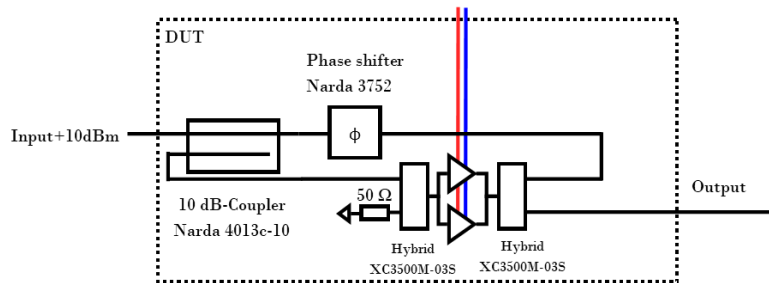 DUT
Phase shifter
Narda 3752
Input+10dBm
ϕ
50 Ω
Output
10 dB-Coupler
Narda 4013c-10
Hybrid
XC3500M-03S
Hybrid
XC3500M-03S